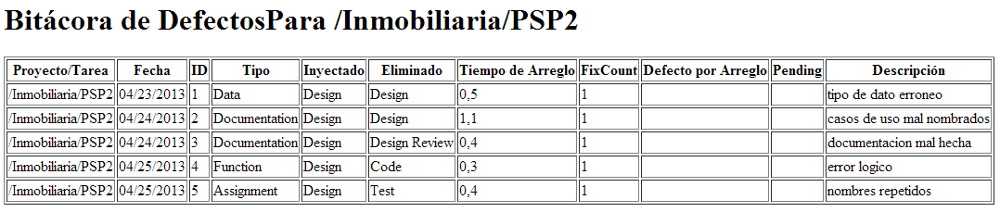 Bitácora de DefectosPara /Inmobiliaria/PSP2
Proyecto/Tarea Fecha ID Tipo Inyectado Eliminado Tiempo de Arreglo FixCount Defecto por Arreglo Pending Descripción
/Inmobiliaria/PSP2 04/23/2013 1 Data Design Design 0,5 1 tipo de dato erroneo
/Inmobiliaria/PSP2 04/24/2013 2 Documentation Design Design 1,1 1 casos de uso mal nombrados
/Inmobiliaria/PSP2 04/24/2013 3 Documentation Design Design Review 0,4 1 documentacion mal hecha
/Inmobiliaria/PSP2 04/25/2013 4 Function Design Code 0,3 1 error logico
/Inmobiliaria/PSP2 04/25/2013 5 Assignment Design Test 0,4 1 nombres repetidos